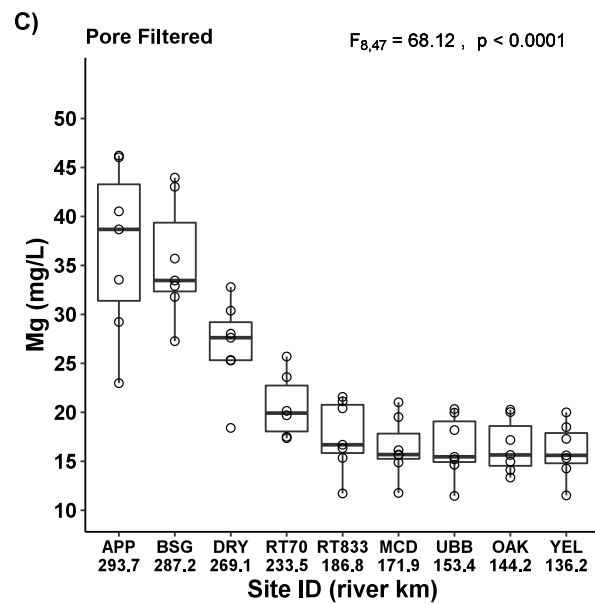 C)
Pore Filtered
F8,47 = 68.12 , p < 0.0001
Mg (mg/L)
50
45
40
35
30
25
20
15
10
APP BSG DRY RT70 RT833 MCD UBB OAK YEL
293.7 287.2 269.1 233.5 186.8 171.9 153.4 144.2 136.2
Site ID (river km)